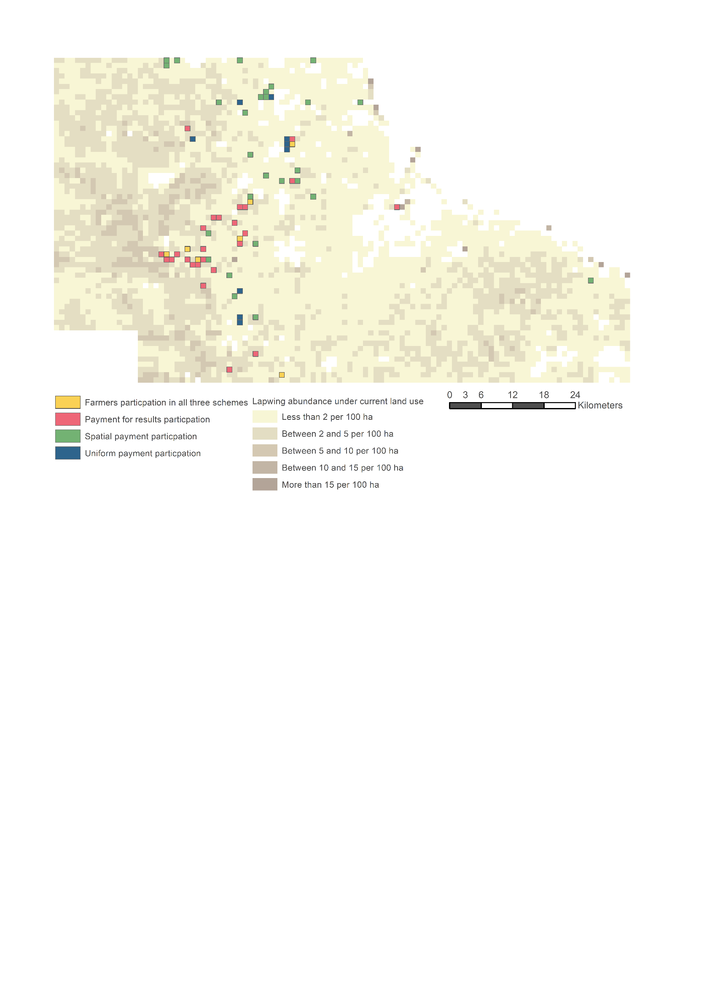 Farmers particpation in all three schemes
Payment for results particpation
Spatial payment particpation
Uniform payment particpation
Lapwing abundance under current land use
Less than 2 per 100 ha
Between 2 and 5 per 100 ha
Between 5 and 10 per 100 ha
Between 10 and 15 per 100 ha
More than 15 per 100 ha
0 3 6 12 18 24
Kilometers